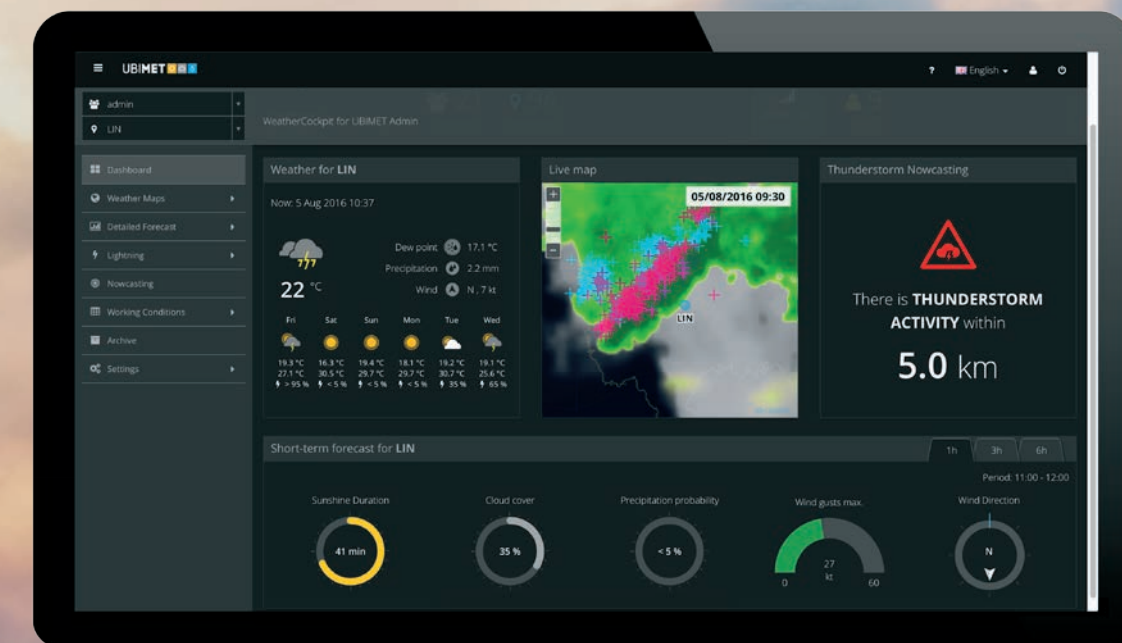 UBIMET
? English
admin
LIN
WeatherCockpit for UBIMET Admin
Dashboard
Weather Maps
Detailed Forecast
Lightning
Nowcasting
Working Conditions
Archive
Settings
Weather for LIN
Now: 5 Aug 2016 10:37
22 °C
Dew point 17.1 °C
Precipitation 2.2 mm
Wind N , 7 kt
Fri Sat Sun Mon Tue Wed
19.3 °C 16.3 °C 19.4 °C 18.1 °C 19.2 °C 19.1 °C
27.1 °C 30.5 °C 29.7 °C 29.7 °C 30.7 °C 25.6 °C
> 95 % < 5 % < 5 % < 5 % 35 % 65 %
Live map
+
05/08/2016 09:30
-
LIN
Thunderstorm Nowcasting
There is THUNDERSTORM
ACTIVITY within
5.0 km
Short-term forecast for LIN
1h 3h 6h
Period: 11:00 - 12:00
Sunshine Duration
41 min
Cloud cover
35 %
Precipitation probability
< 5 %
Wind gusts max.
27
kt
0 60
Wind Direction
N